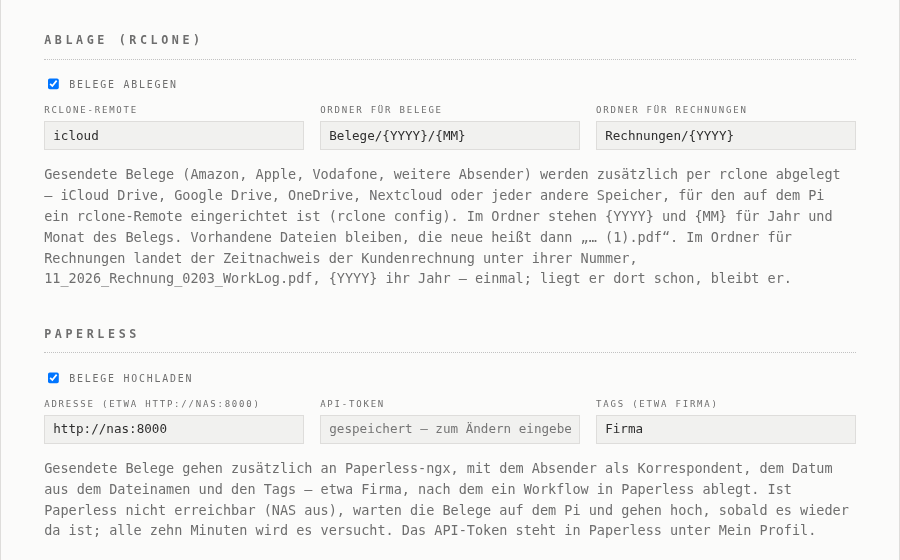 ABLAGE (RCLONE)
BELEGE ABLEGEN
RCLONE-REMOTE
ORDNER FÜR BELEGE
ORDNER FÜR RECHNUNGEN
icloud
Belege/{YYYY}/{MM}
Rechnungen/{YYYY}
Gesendete Belege (Amazon, Apple, Vodafone, weitere Absender) werden zusätzlich per rclone abgelegt
— iCloud Drive, Google Drive, OneDrive, Nextcloud oder jeder andere Speicher, für den auf dem Pi
ein rclone-Remote eingerichtet ist (rclone config). Im Ordner stehen {YYYY} und {MM} für Jahr und
Monat des Belegs. Vorhandene Dateien bleiben, die neue heißt dann „… (1).pdf“. Im Ordner für
Rechnungen landet der Zeitnachweis der Kundenrechnung unter ihrer Nummer,
11_2026_Rechnung_0203_WorkLog.pdf, {YYYY} ihr Jahr — einmal; liegt er dort schon, bleibt er.
PAPERLESS
BELEGE HOCHLADEN
ADRESSE (ETWA HTTP://NAS:8000)
API-TOKEN
TAGS (ETWA FIRMA)
http://nas:8000
gespeichert — zum Ändern eingebe
Firma
Gesendete Belege gehen zusätzlich an Paperless-ngx, mit dem Absender als Korrespondent, dem Datum
aus dem Dateinamen und den Tags — etwa Firma, nach dem ein Workflow in Paperless ablegt. Ist
Paperless nicht erreichbar (NAS aus), warten die Belege auf dem Pi und gehen hoch, sobald es wieder
da ist; alle zehn Minuten wird es versucht. Das API-Token steht in Paperless unter Mein Profil.